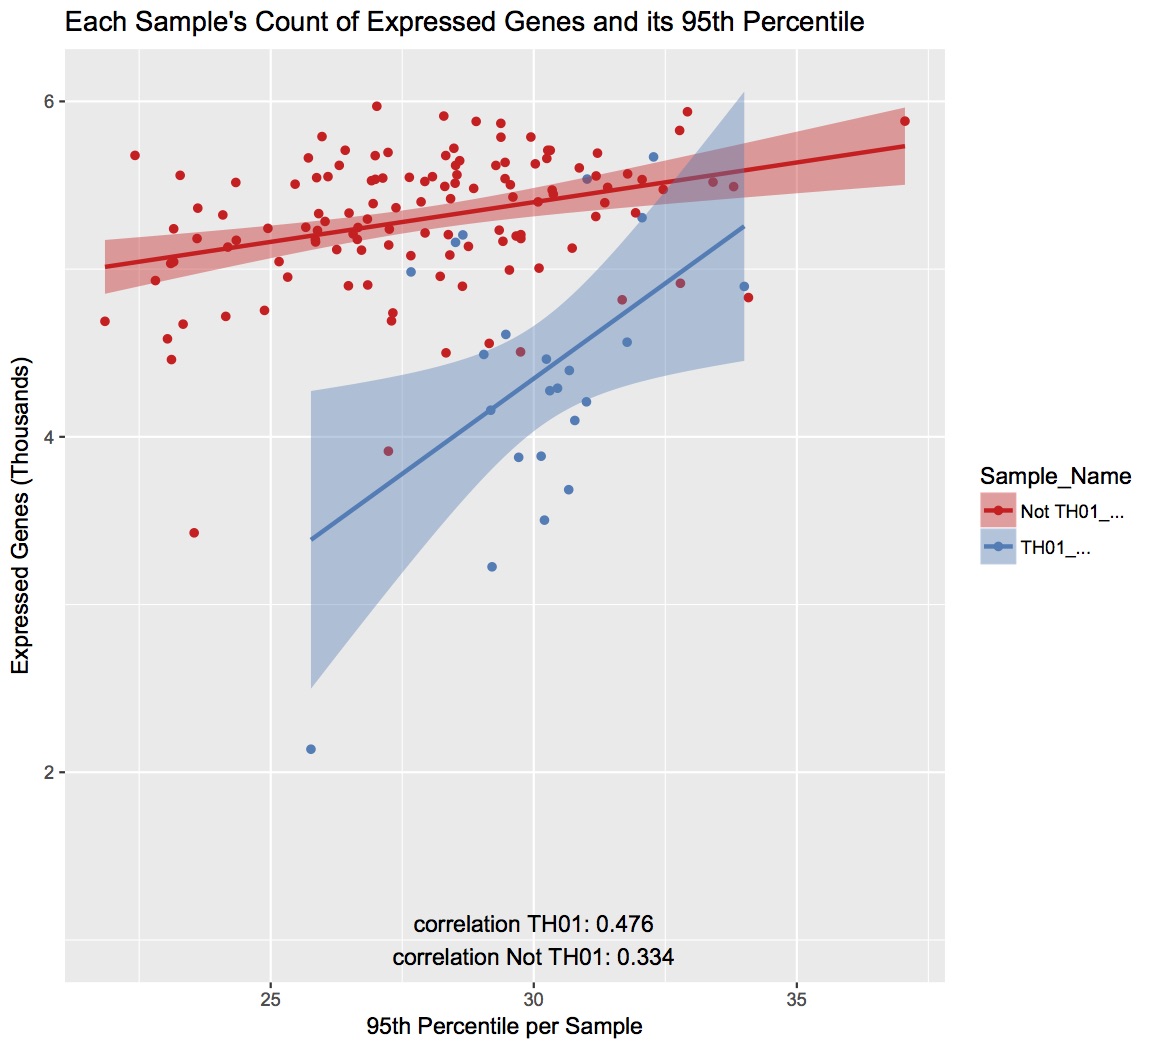 Each Sample's Count of Expressed Genes and its 95th Percentile
Expressed Genes (Thousands)
6
4
2
correlation TH01: 0.476
correlation Not TH01: 0.334
25
30
35
95th Percentile per Sample
Sample_Name
Not TH01_...
TH01_...